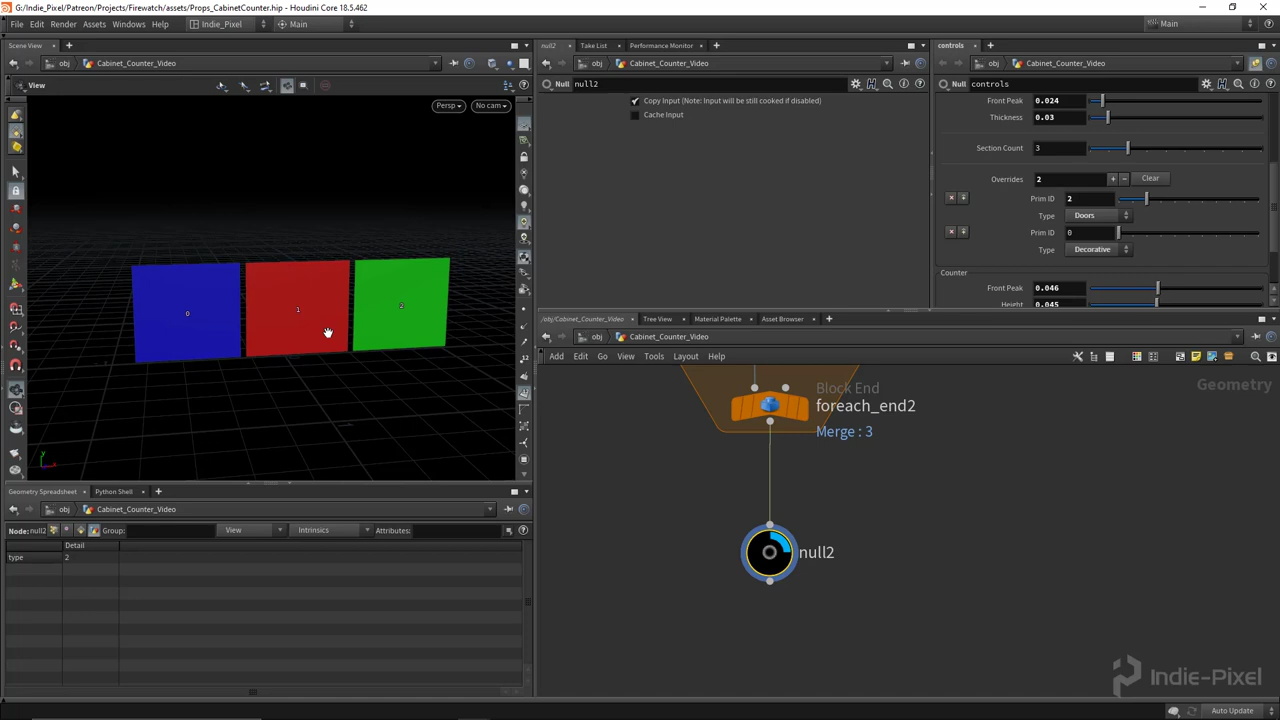 G:/Indie_Pixel/Patreon/Projects/Firewatch/assets/Props_CabinetCounter.hip - Houdini Core 18.5.462
File Edit Render Assets Windows Help Indie_Pixel Main Main
Scene View
obj Cabinet_Counter_Video
View
Persp No cam
0
1
2
y
Geometry Spreadsheet Python Shell
obj Cabinet_Counter_Video
Node: null2 Group: View Intrinsics Attributes:
Detail
type 2
null2 Take List Performance Monitor
obj Cabinet_Counter_Video
Null null2
Copy Input (Note: Input will be still cooked if disabled)
Cache Input
controls
obj Cabinet_Counter_Video
Null controls
Front Peak 0.024
Thickness 0.03
Section Count 3
Overrides 2 + − Clear
Prim ID 2
Type Doors
Prim ID 0
Type Decorative
Counter
Front Peak 0.046
Height 0.045
/obj/Cabinet_Counter_Video Tree View Material Palette Asset Browser
obj Cabinet_Counter_Video
Add Edit Go View Tools Layout Help
Geometry
Block End
foreach_end2
Merge : 3
null2
Indie-Pixel
Auto Update